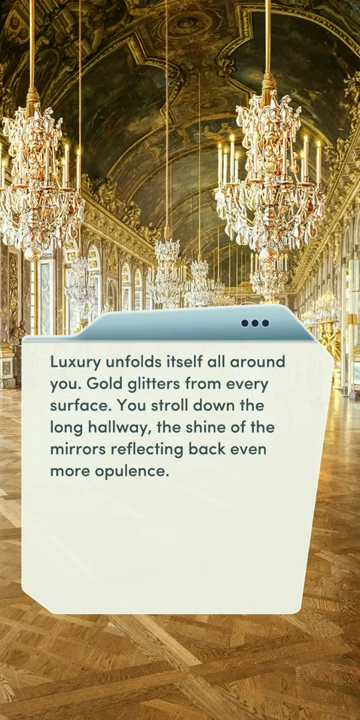 Luxury unfolds itself all around
you. Gold glitters from every
surface. You stroll down the
long hallway, the shine of the
mirrors reflecting back even
more opulence.